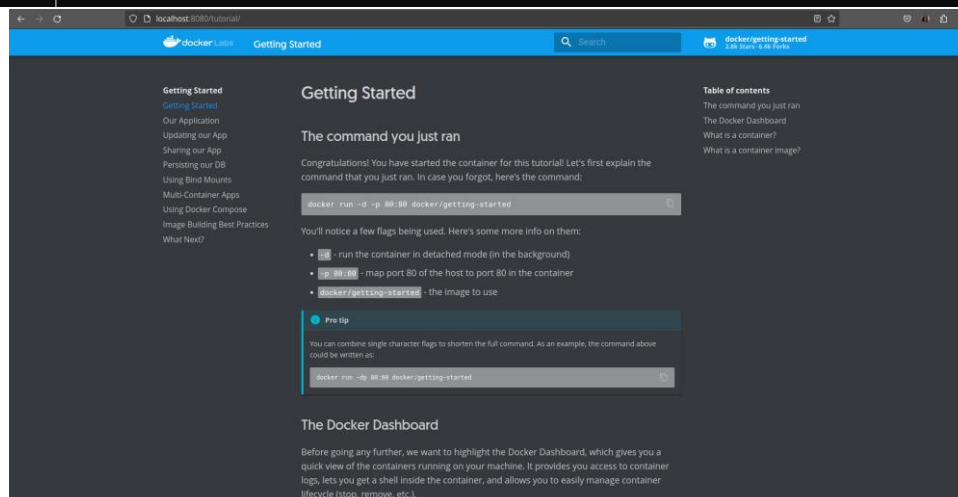 localhost:8080/tutorial/
docker Labs
Getting Started
Search
docker/getting-started
2.8k Stars · 6.4k Forks
Getting Started
Getting Started
Our Application
Updating our App
Sharing our App
Persisting our DB
Using Bind Mounts
Multi-Container Apps
Using Docker Compose
Image Building Best Practices
What Next?
Getting Started
The command you just ran
Congratulations! You have started the container for this tutorial! Let's first explain the
command that you just ran. In case you forgot, here's the command:
docker run -d -p 80:80 docker/getting-started
You'll notice a few flags being used. Here's some more info on them:
• -d - run the container in detached mode (in the background)
• -p 80:80 - map port 80 of the host to port 80 in the container
• docker/getting-started - the image to use
Pro tip
You can combine single character flags to shorten the full command. As an example, the command above
could be written as:
docker run -dp 80:80 docker/getting-started
The Docker Dashboard
Before going any further, we want to highlight the Docker Dashboard, which gives you a
quick view of the containers running on your machine. It provides you access to container
logs, lets you get a shell inside the container, and allows you to easily manage container
lifecycle (stop, remove, etc.).
Table of contents
The command you just ran
The Docker Dashboard
What is a container?
What is a container image?